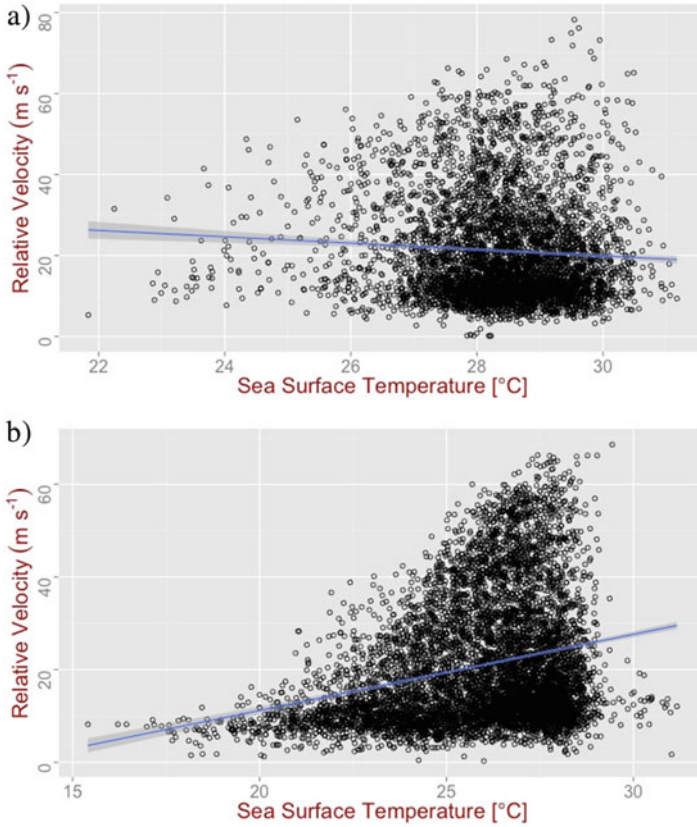 a)
Relative Velocity (m s⁻¹)
80
60
40
20
0
22 24 26 28 30
Sea Surface Temperature [°C]
b)
Relative Velocity (m s⁻¹)
60
40
20
0
15 20 25 30
Sea Surface Temperature [°C]